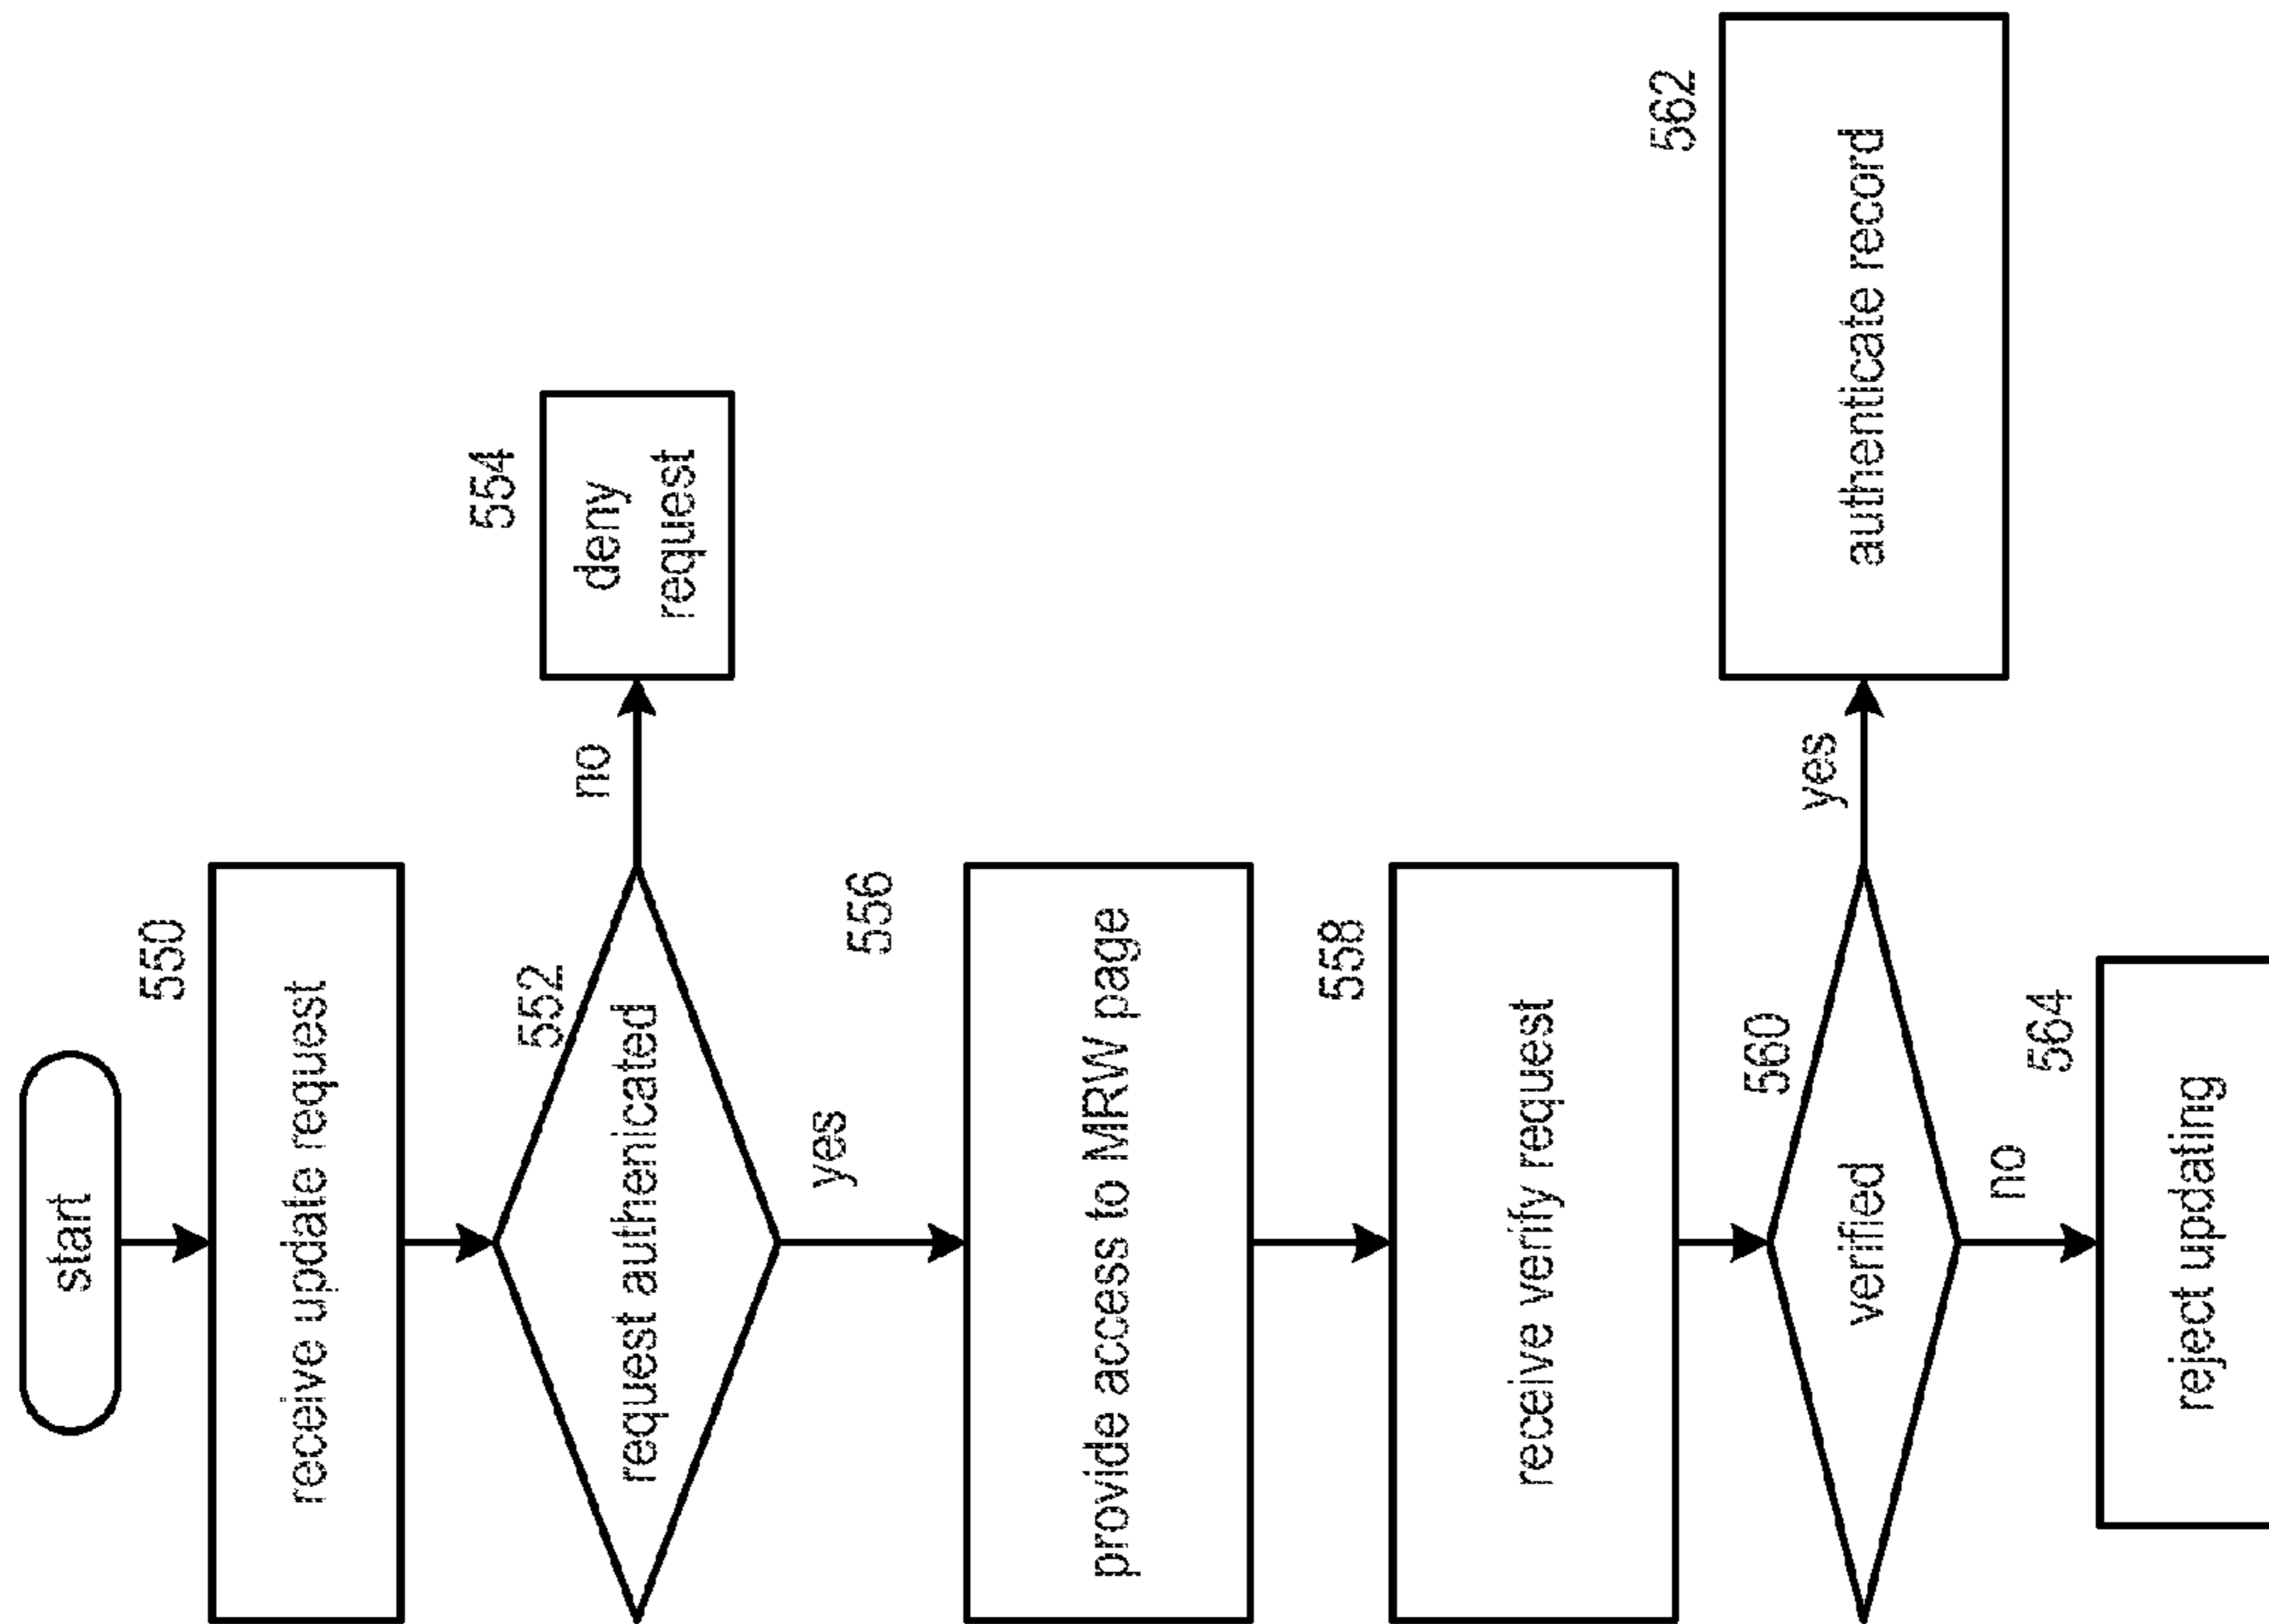 start
550
receive update request
552
request authenicated
no
554
deny
request
yes
556
provide access to MRW page
558
receive verify request
560
verified
yes
562
authenticate record
no
564
reject updating